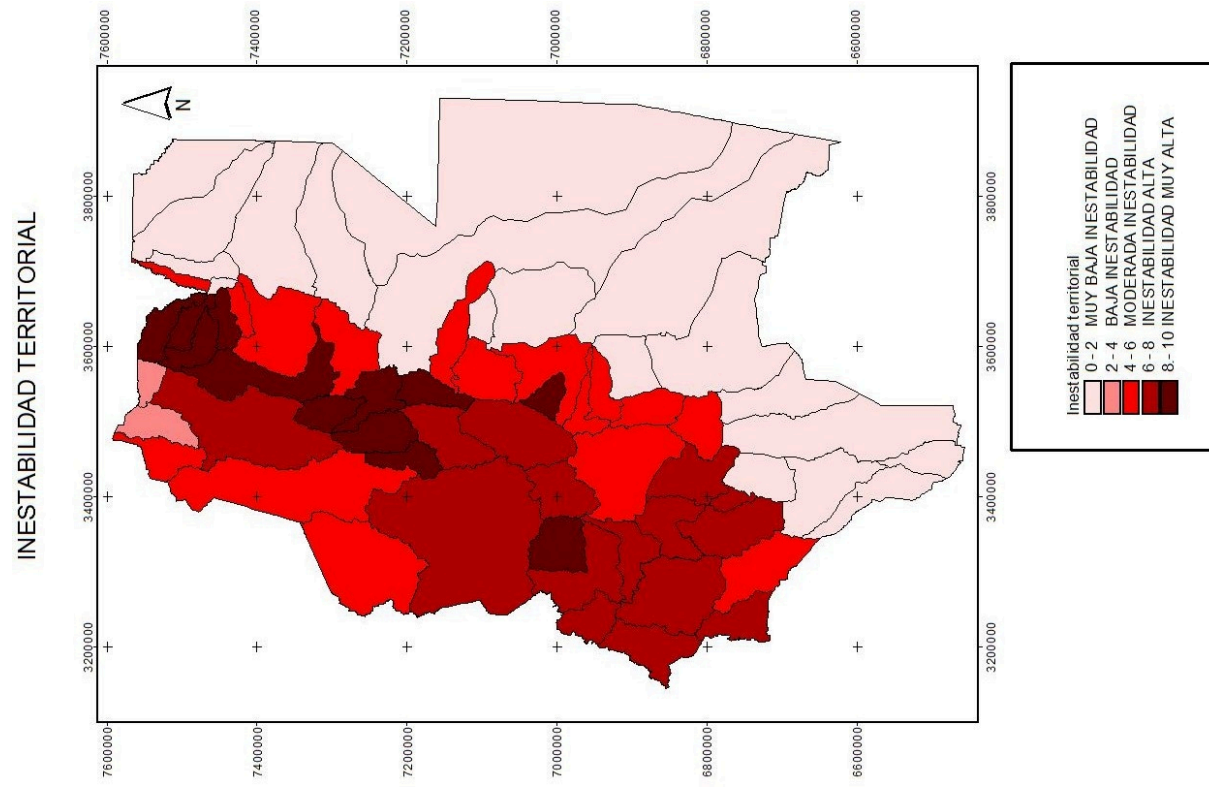 INESTABILIDAD TERRITORIAL
7600000
7400000
7200000
7000000
6800000
6600000
3800000
3600000
3400000
3200000
N
3800000
3600000
3400000
3200000
7600000
7400000
7200000
7000000
6800000
6600000
Inestabilidad territorial
0 - 2 MUY BAJA INESTABILIDAD
2 - 4 BAJA INESTABILIDAD
4 - 6 MODERADA INESTABILIDAD
6 - 8 INESTABILIDAD ALTA
8.- 10 INESTABILIDAD MUY ALTA